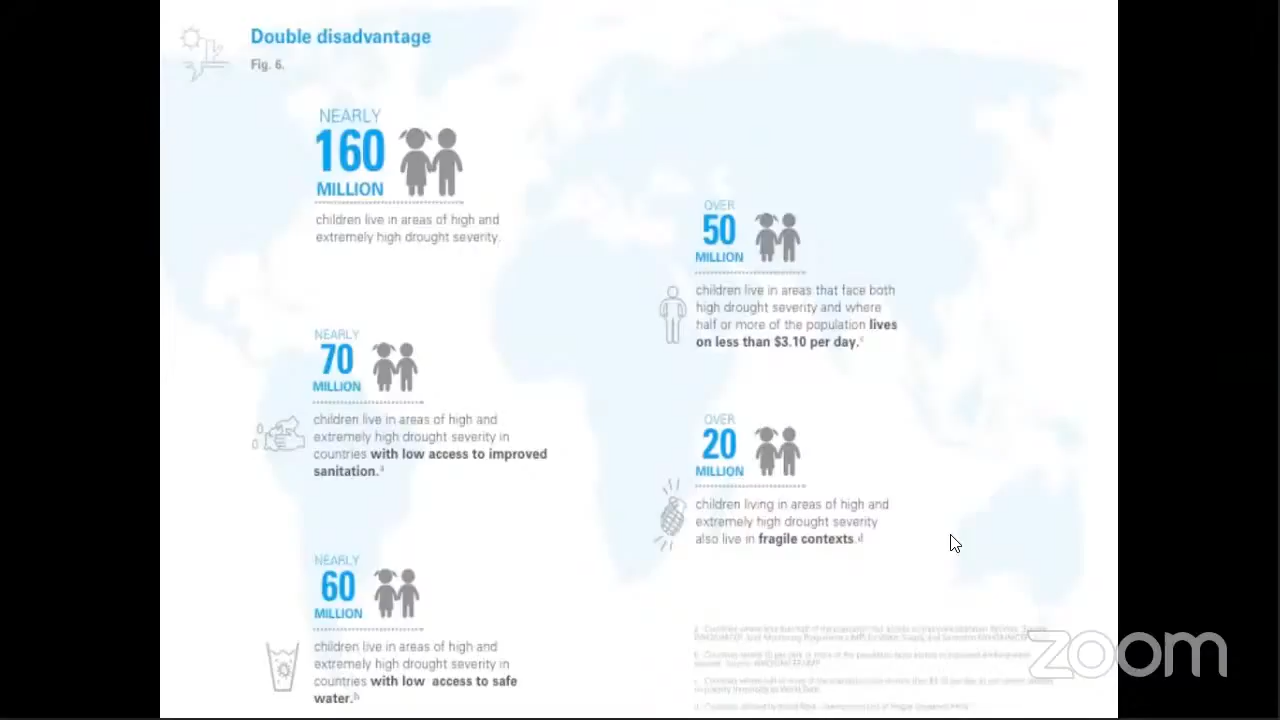 Double disadvantage
Fig. 6.
NEARLY
160
MILLION
children live in areas of high and
extremely high drought severity.
NEARLY
70
MILLION
children live in areas of high and
extremely high drought severity in
countries with low access to improved
sanitation.ᵃ
NEARLY
60
MILLION
children live in areas of high and
extremely high drought severity in
countries with low access to safe
water.ᵇ
OVER
50
MILLION
children live in areas that face both
high drought severity and where
half or more of the population lives
on less than $3.10 per day.ᶜ
OVER
20
MILLION
children living in areas of high and
extremely high drought severity
also live in fragile contexts.ᵈ
zoom